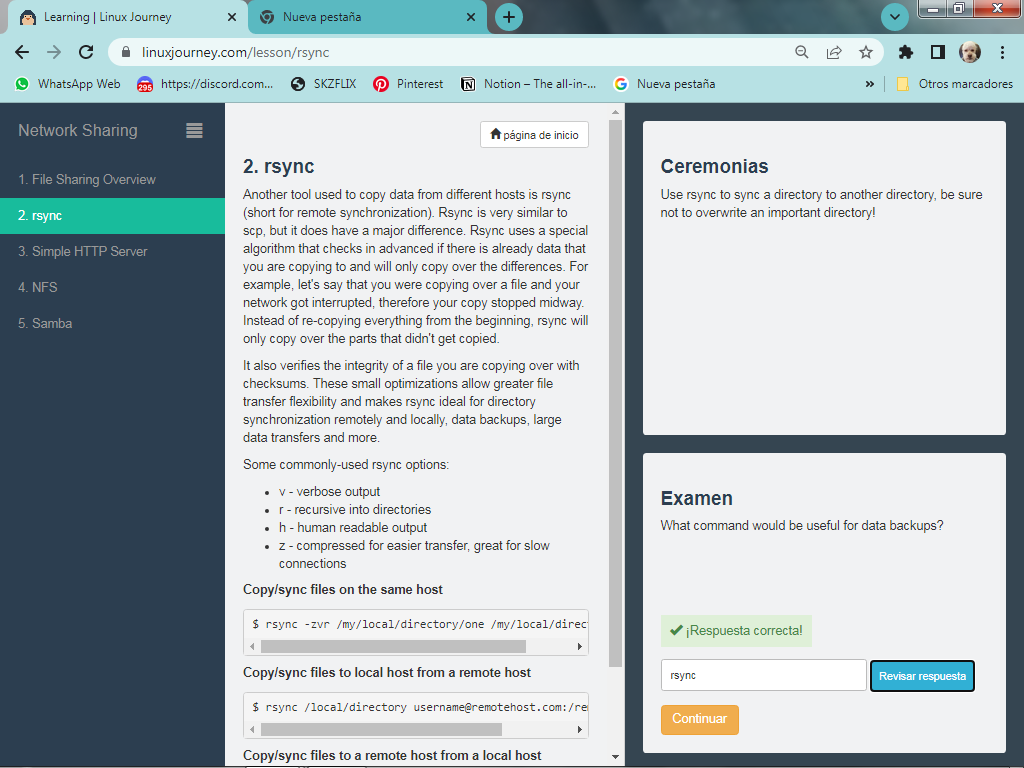 Learning | Linux Journey
Nueva pestaña
linuxjourney.com/lesson/rsync
WhatsApp Web
295
https://discord.com...
SKZFLIX
Pinterest
Notion – The all-in-...
Nueva pestaña
»
Otros marcadores
Network Sharing
1. File Sharing Overview
2. rsync
3. Simple HTTP Server
4. NFS
5. Samba
página de inicio
2. rsync
Another tool used to copy data from different hosts is rsync
(short for remote synchronization). Rsync is very similar to
scp, but it does have a major difference. Rsync uses a special
algorithm that checks in advanced if there is already data that
you are copying to and will only copy over the differences. For
example, let's say that you were copying over a file and your
network got interrupted, therefore your copy stopped midway.
Instead of re-copying everything from the beginning, rsync will
only copy over the parts that didn't get copied.
It also verifies the integrity of a file you are copying over with
checksums. These small optimizations allow greater file
transfer flexibility and makes rsync ideal for directory
synchronization remotely and locally, data backups, large
data transfers and more.
Some commonly-used rsync options:
• v - verbose output
• r - recursive into directories
• h - human readable output
• z - compressed for easier transfer, great for slow
connections
Copy/sync files on the same host
$ rsync -zvr /my/local/directory/one /my/local/direct
Copy/sync files to local host from a remote host
$ rsync /local/directory username@remotehost.com:/re
Copy/sync files to a remote host from a local host
Ceremonias
Use rsync to sync a directory to another directory, be sure
not to overwrite an important directory!
Examen
What command would be useful for data backups?
¡Respuesta correcta!
rsync
Revisar respuesta
Continuar